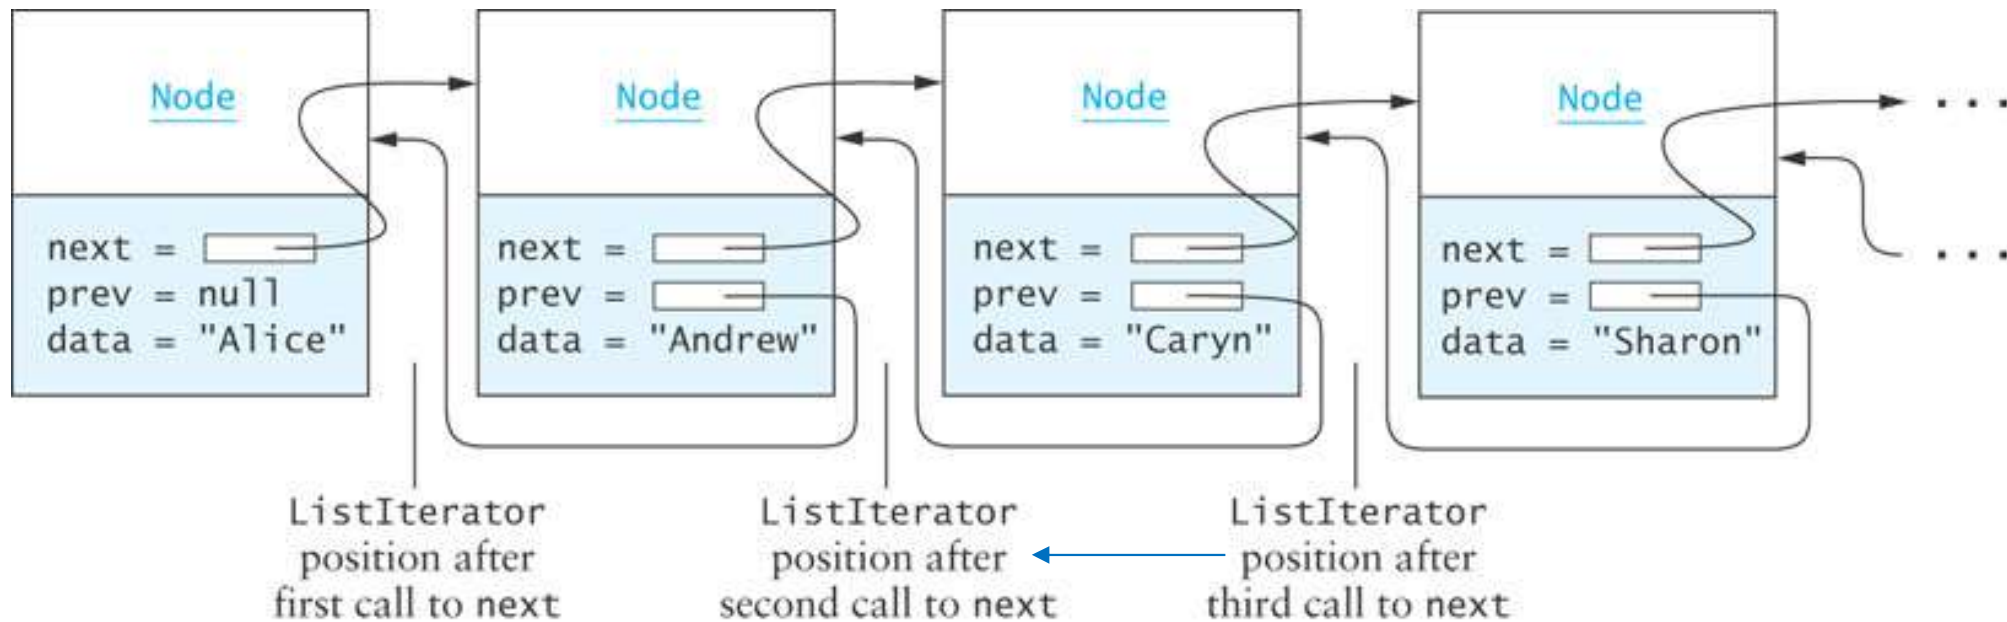 Node
next =
prev = null
data = "Alice"
Node
next =
prev =
data = "Andrew"
Node
next =
prev =
data = "Caryn"
Node
next =
prev =
data = "Sharon"
...
...
ListIterator
position after
first call to next
ListIterator
position after
second call to next
ListIterator
position after
third call to next